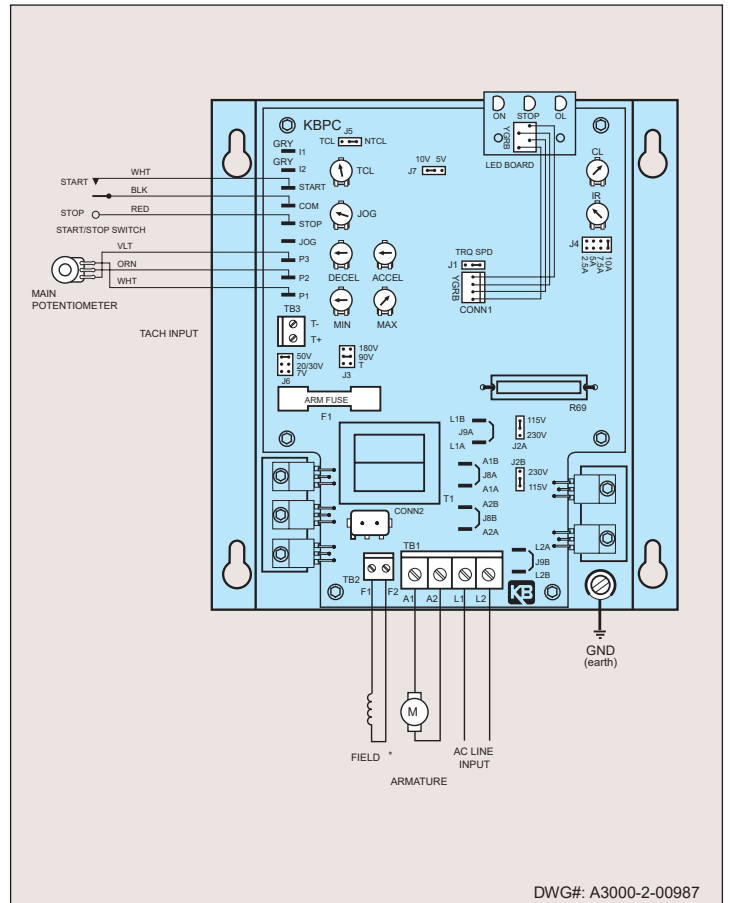 ON STOP OL
YGRB
LED BOARD
KBPC
J5
TCL NTCL
GRY I1
GRY I2
TCL
10V 5V
J7
CL
IR
START
WHT
START
BLK
COM
STOP
RED
STOP
START/STOP SWITCH
JOG
JOG
VLT
P3
ORN
P2
WHT
P1
MAIN
POTENTIOMETER
DECEL ACCEL
MIN MAX
TRQ SPD
J1
YGRB
CONN1
J4
10A
7.5A
5A
2.5A
TB3
TACH INPUT
T-
T+
50V
20/30V
7V
J6
180V
90V
T
J3
ARM FUSE
F1
R69
L1B
J9A
L1A
115V
230V
J2A
A1B
J8A
A1A
J2B
230V
115V
T1
A2B
J8B
A2A
CONN2
TB1
L2A
J9B
L2B
TB2
F1 F2
A1 A2 L1 L2
KB
GND
(earth)
M
FIELD *
AC LINE
INPUT
ARMATURE
DWG#: A3000-2-00987